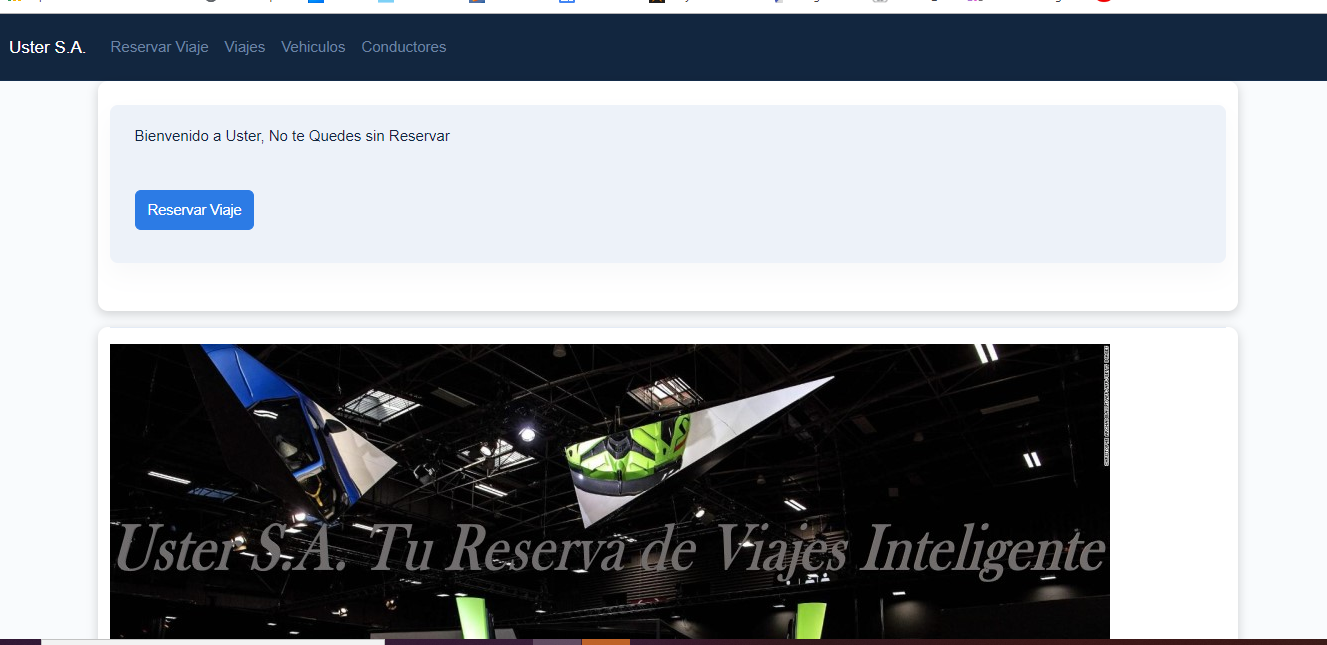 Uster S.A. Reservar Viaje Viajes Vehiculos Conductores
Bienvenido a Uster, No te Quedes sin Reservar
Reservar Viaje
Uster S.A. Tu Reserva de Viajes Inteligente